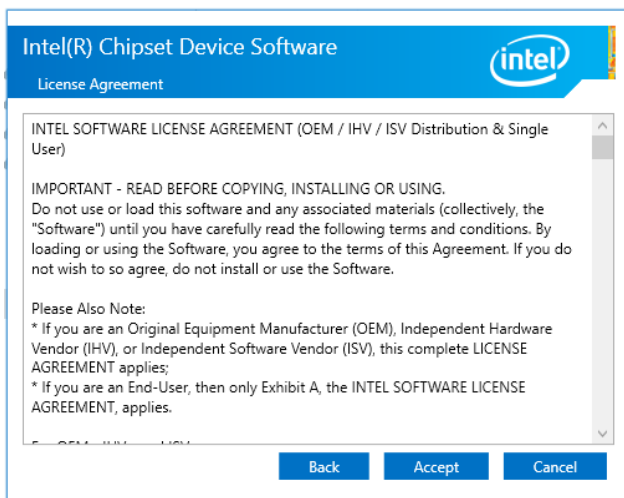 Intel(R) Chipset Device Software
intel
License Agreement
INTEL SOFTWARE LICENSE AGREEMENT (OEM / IHV / ISV Distribution & Single
User)
IMPORTANT - READ BEFORE COPYING, INSTALLING OR USING.
Do not use or load this software and any associated materials (collectively, the
"Software") until you have carefully read the following terms and conditions. By
loading or using the Software, you agree to the terms of this Agreement. If you do
not wish to so agree, do not install or use the Software.
Please Also Note:
* If you are an Original Equipment Manufacturer (OEM), Independent Hardware
Vendor (IHV), or Independent Software Vendor (ISV), this complete LICENSE
AGREEMENT applies;
* If you are an End-User, then only Exhibit A, the INTEL SOFTWARE LICENSE
AGREEMENT, applies.
Back Accept Cancel